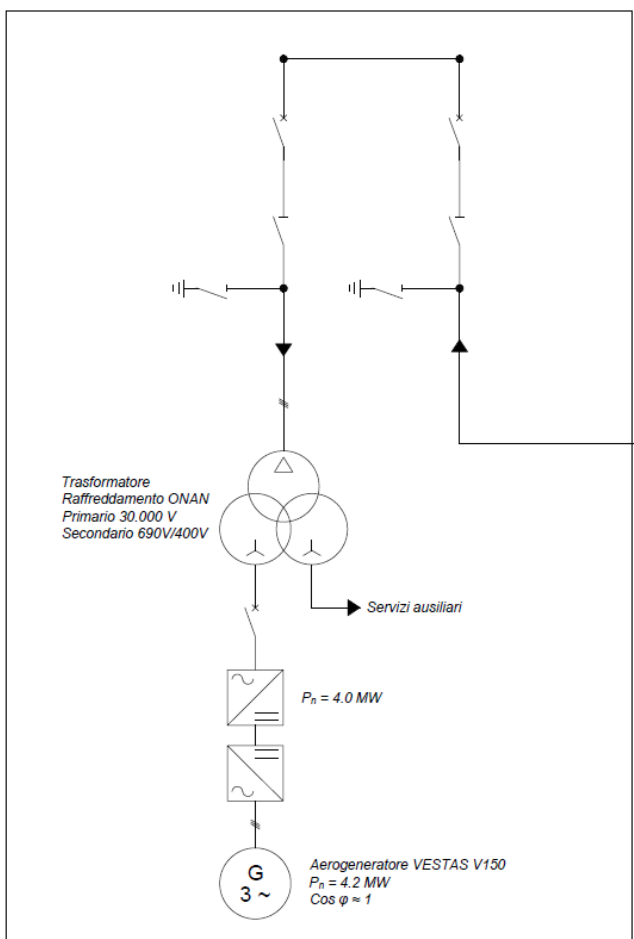 Trasformatore
Raffreddamento ONAN
Primario 30.000 V
Secondario 690V/400V
Servizi ausiliari
Pn = 4.0 MW
G
3 ~
Aerogeneratore VESTAS V150
Pn = 4.2 MW
Cos φ ≈ 1